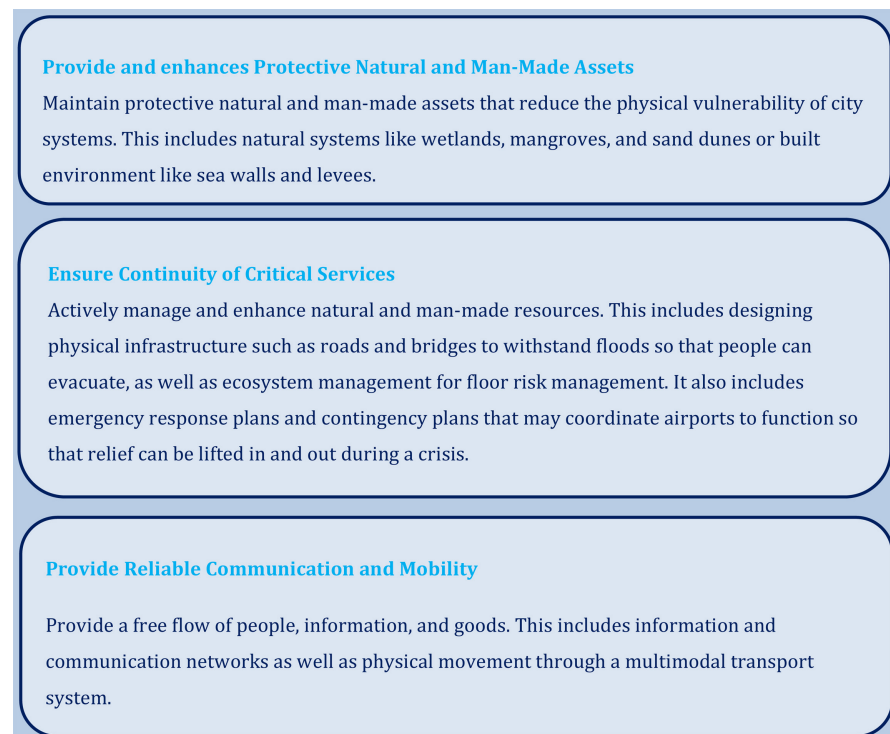 Provide and enhances Protective Natural and Man-Made Assets
Maintain protective natural and man-made assets that reduce the physical vulnerability of city
systems. This includes natural systems like wetlands, mangroves, and sand dunes or built
environment like sea walls and levees.
Ensure Continuity of Critical Services
Actively manage and enhance natural and man-made resources. This includes designing
physical infrastructure such as roads and bridges to withstand floods so that people can
evacuate, as well as ecosystem management for floor risk management. It also includes
emergency response plans and contingency plans that may coordinate airports to function so
that relief can be lifted in and out during a crisis.
Provide Reliable Communication and Mobility
Provide a free flow of people, information, and goods. This includes information and
communication networks as well as physical movement through a multimodal transport
system.